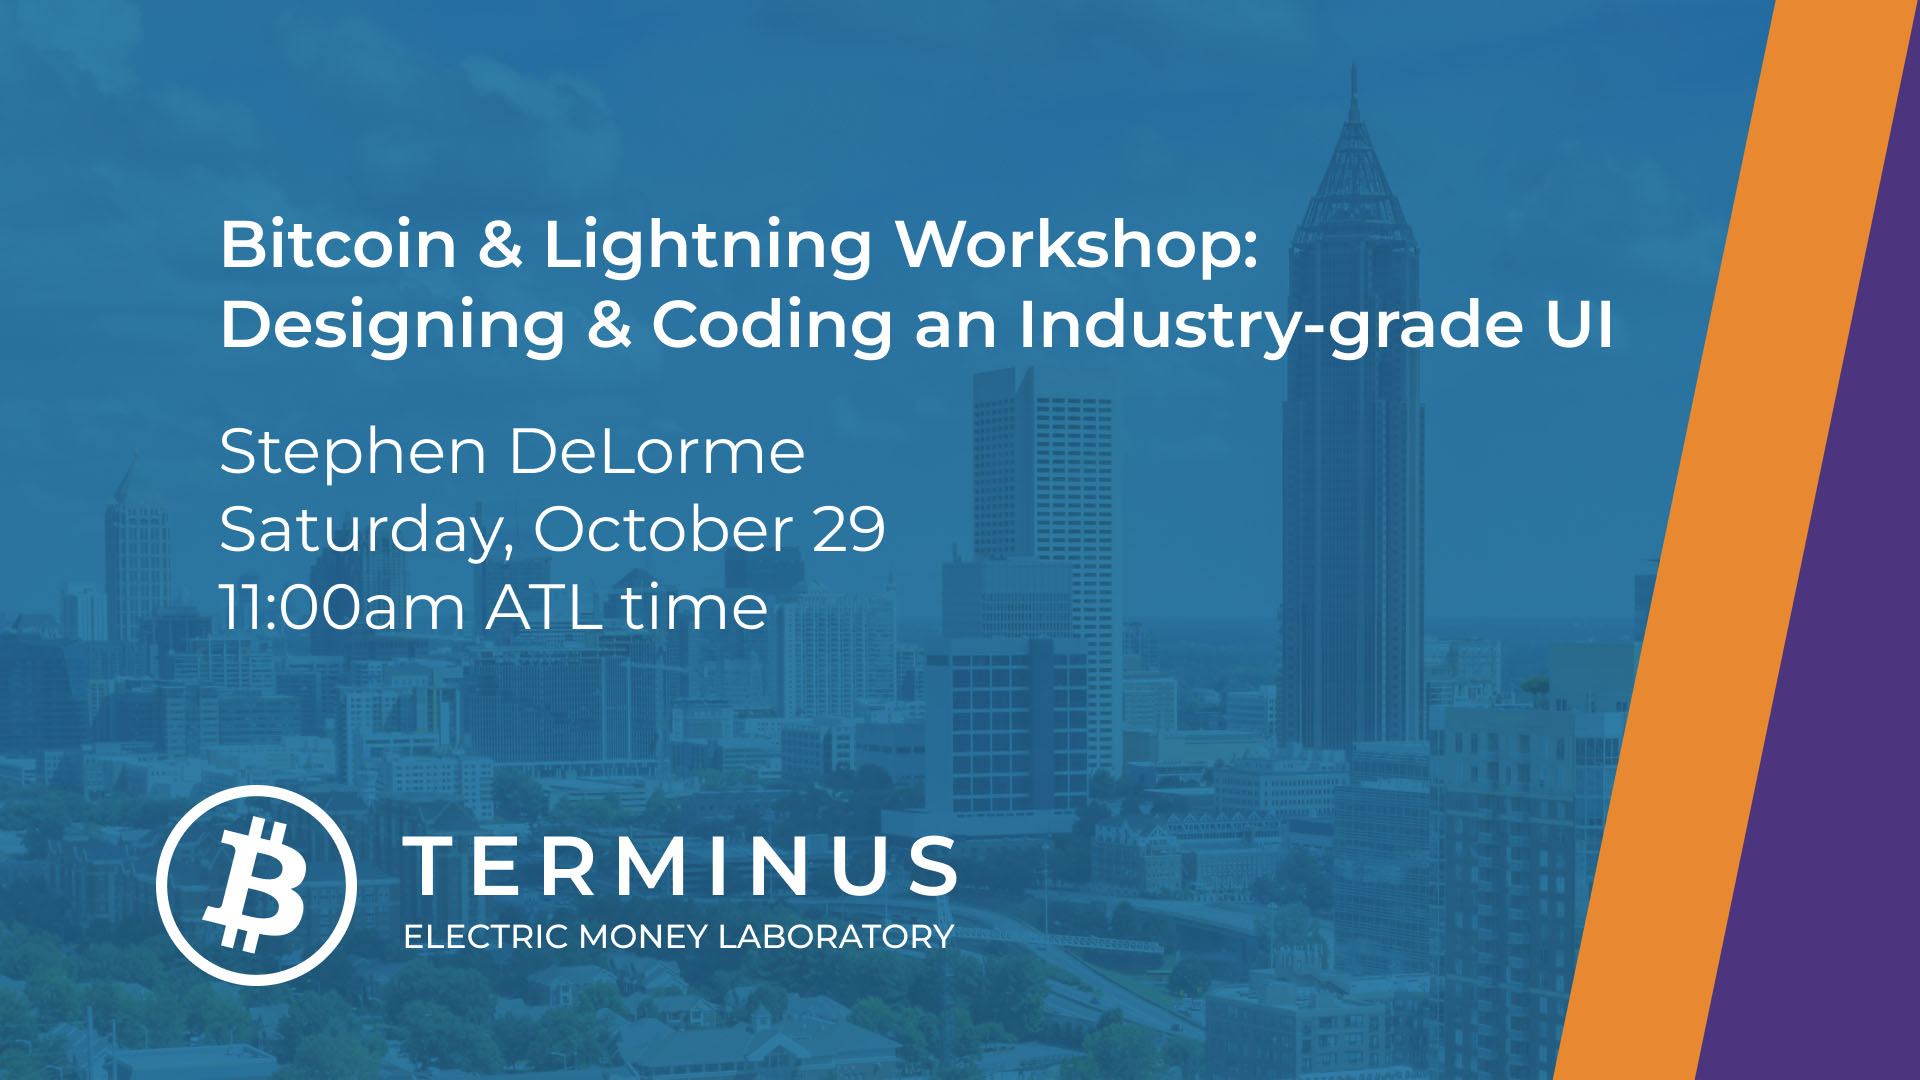 Bitcoin & Lightning Workshop:
Designing & Coding an Industry-grade UI
Stephen DeLorme
Saturday, October 29
11:00am ATL time
TERMINUS
ELECTRIC MONEY LABORATORY